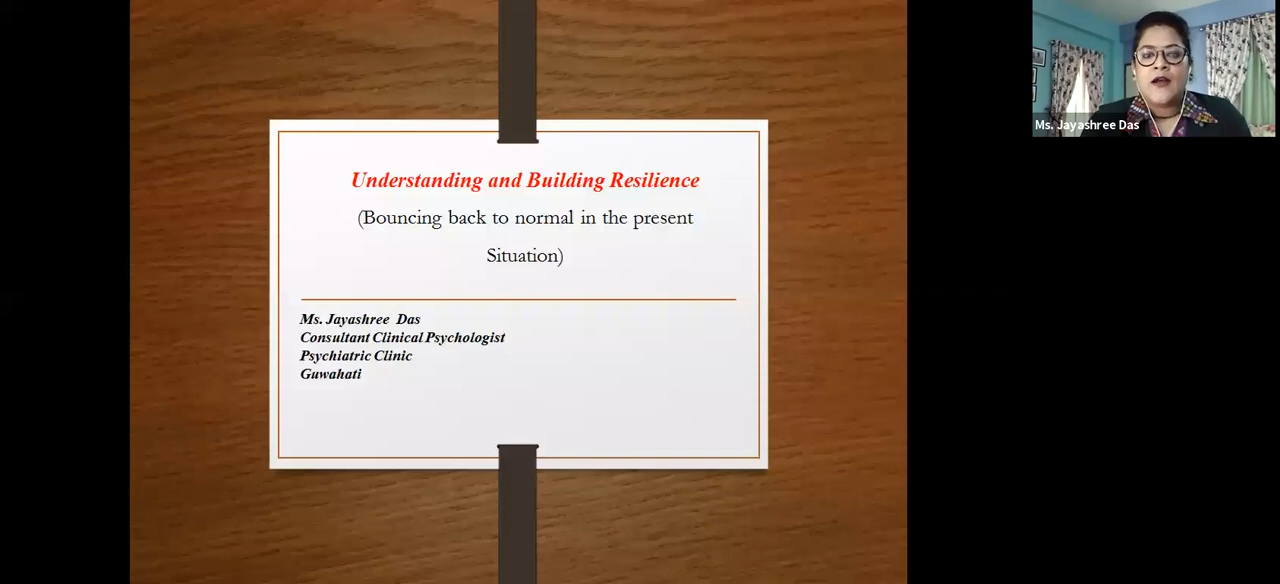 Understanding and Building Resilience
(Bouncing back to normal in the present
Situation)
Ms. Jayashree Das
Consultant Clinical Psychologist
Psychiatric Clinic
Guwahati
Ms. Jayashree Das